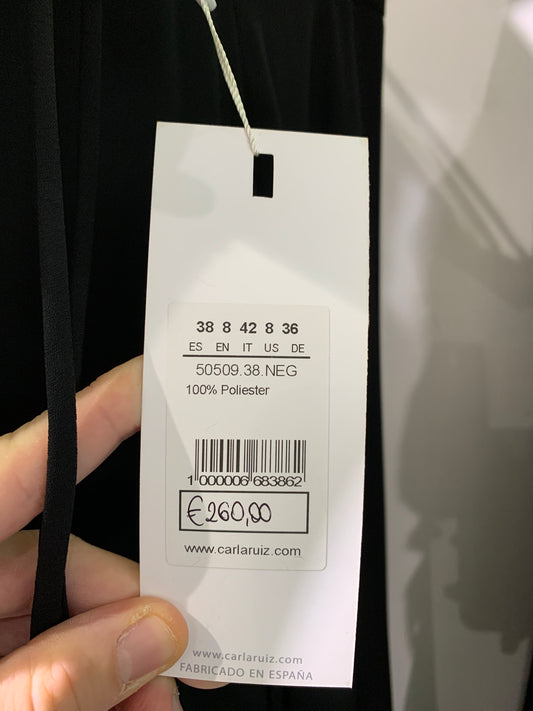 38 8 42 8 36
ES EN IT US DE
50509.38.NEG
100% Poliester
1 000006 683862
€260,00
www.carlaruiz.com
www.carlaruiz.com
FABRICADO EN ESPAÑA